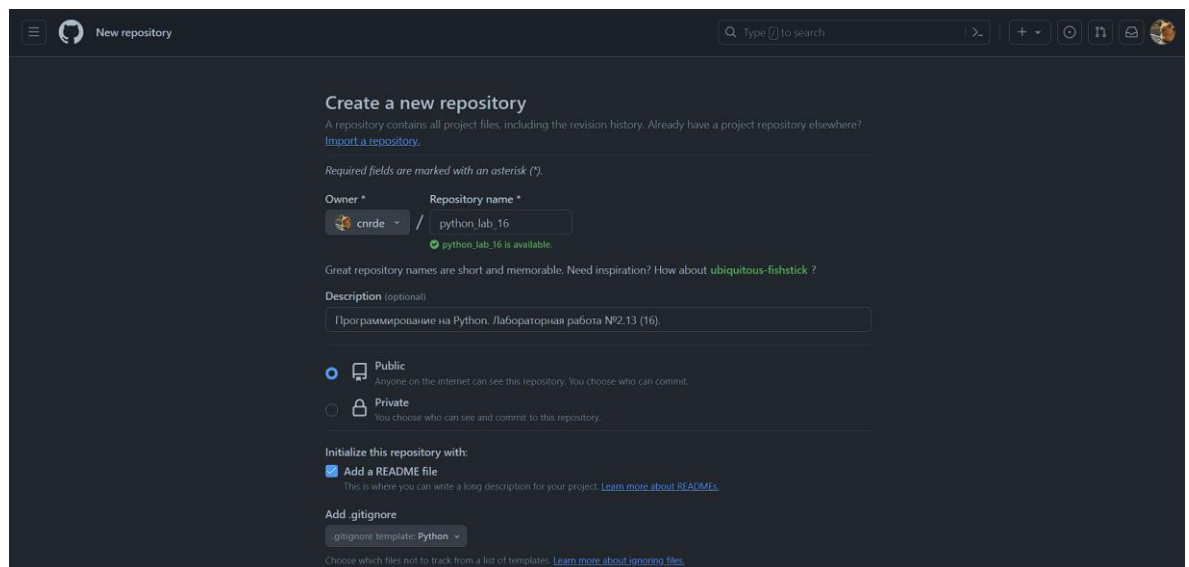 New repository
Type / to search
Create a new repository
A repository contains all project files, including the revision history. Already have a project repository elsewhere?
Import a repository.
Required fields are marked with an asterisk (*).
Owner * Repository name *
cnrde / python_lab_16
python_lab_16 is available.
Great repository names are short and memorable. Need inspiration? How about ubiquitous-fishstick ?
Description (optional)
Программирование на Python. Лабораторная работа №2.13 (16).
Public
Anyone on the internet can see this repository. You choose who can commit.
Private
You choose who can see and commit to this repository.
Initialize this repository with:
Add a README file
This is where you can write a long description for your project. Learn more about READMEs.
Add .gitignore
.gitignore template: Python
Choose which files not to track from a list of templates. Learn more about ignoring files.